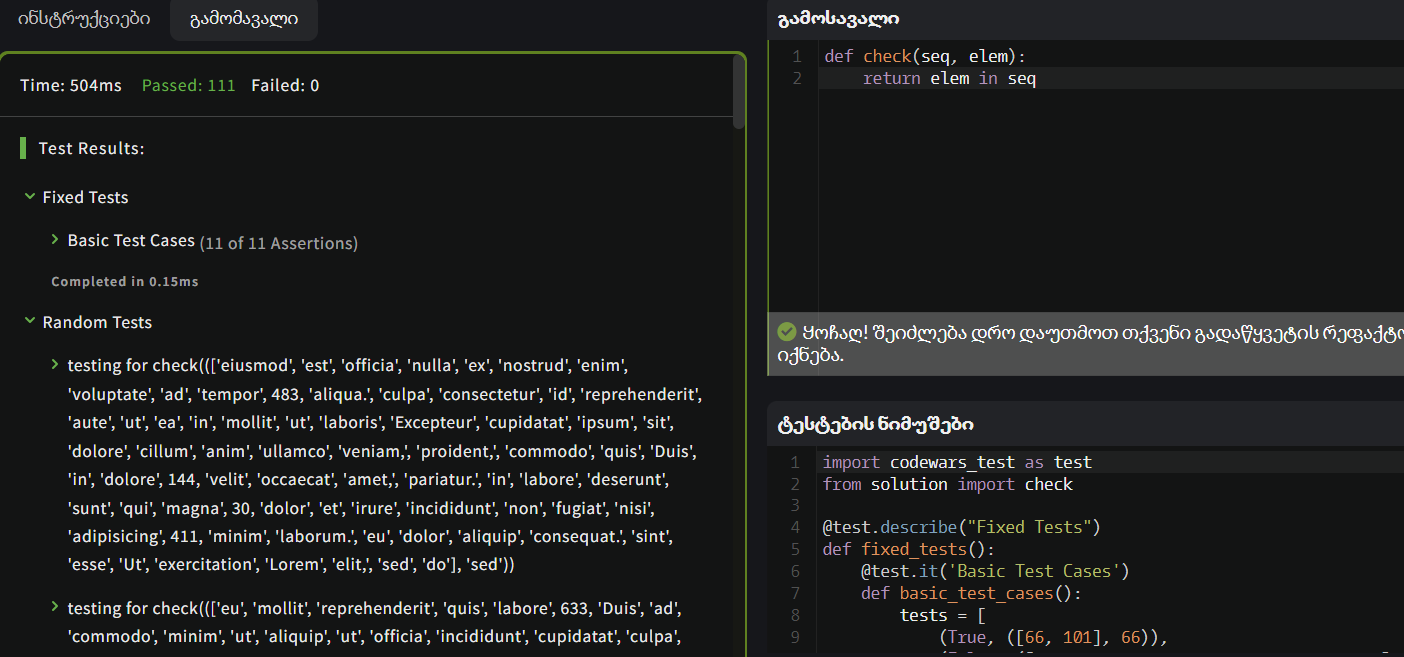 ინსტრუქციები
გამომავალი
Time: 504ms Passed: 111 Failed: 0
Test Results:
Fixed Tests
Basic Test Cases (11 of 11 Assertions)
Completed in 0.15ms
Random Tests
testing for check((['eiusmod', 'est', 'officia', 'nulla', 'ex', 'nostrud', 'enim',
'voluptate', 'ad', 'tempor', 483, 'aliqua.', 'culpa', 'consectetur', 'id', 'reprehenderit',
'aute', 'ut', 'ea', 'in', 'mollit', 'ut', 'laboris', 'Excepteur', 'cupidatat', 'ipsum', 'sit',
'dolore', 'cillum', 'anim', 'ullamco', 'veniam,', 'proident,', 'commodo', 'quis', 'Duis',
'in', 'dolore', 144, 'velit', 'occaecat', 'amet,', 'pariatur.', 'in', 'labore', 'deserunt',
'sunt', 'qui', 'magna', 30, 'dolor', 'et', 'irure', 'incididunt', 'non', 'fugiat', 'nisi',
'adipisicing', 411, 'minim', 'laborum.', 'eu', 'dolor', 'aliquip', 'consequat.', 'sint',
'esse', 'Ut', 'exercitation', 'Lorem', 'elit,', 'sed', 'do'], 'sed'))
testing for check((['eu', 'mollit', 'reprehenderit', 'quis', 'labore', 633, 'Duis', 'ad',
'commodo', 'minim', 'ut', 'aliquip', 'ut', 'officia', 'incididunt', 'cupidatat', 'culpa',
გამოსავალი
1 def check(seq, elem):
2 return elem in seq
ყოჩაღ! შეიძლება დრო დაუთმოთ თქვენი გადაწყვეტის რეფაქტო
იქნება.
ტესტების ნიმუშები
1 import codewars_test as test
2 from solution import check
3
4 @test.describe("Fixed Tests")
5 def fixed_tests():
6 @test.it('Basic Test Cases')
7 def basic_test_cases():
8 tests = [
9 (True, ([66, 101], 66)),